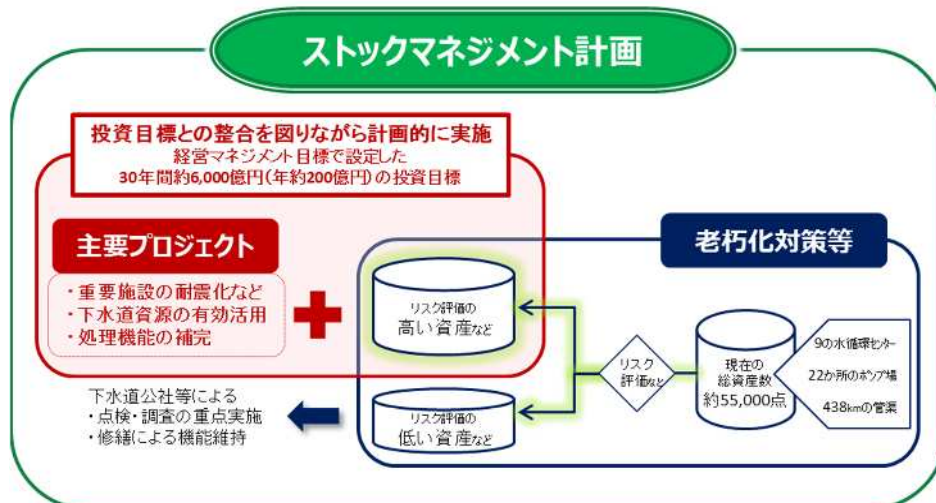 ストックマネジメント計画
投資目標との整合を図りながら計画的に実施
経営マネジメント目標で設定した
30年間約6,000億円(年約200億円)の投資目標
主要プロジェクト
・重要施設の耐震化など
・下水道資源の有効活用
・処理機能の補完
老朽化対策等
リスク評価の
高い資産など
リスク
評価など
現在の
総資産数
約55,000点
9の水循環センター
22か所のポンプ場
438kmの管渠
下水道公社等による
・点検・調査の重点実施
・修繕による機能維持
リスク評価の
低い資産など